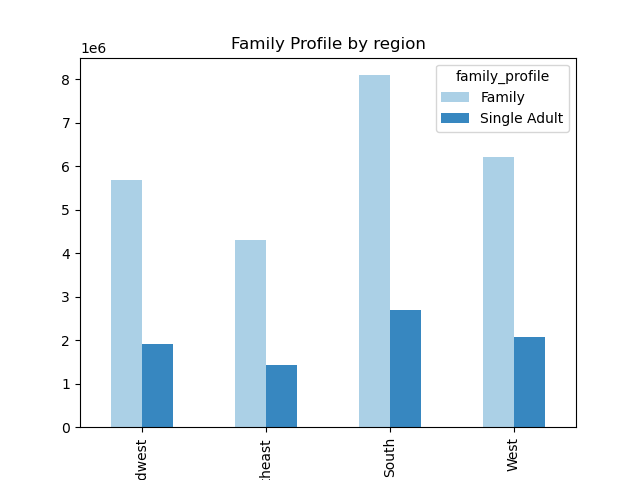 Family Profile by region
1e6
family_profile
Family
Single Adult
8
7
6
5
4
3
2
1
0
dwest
theast
South
West